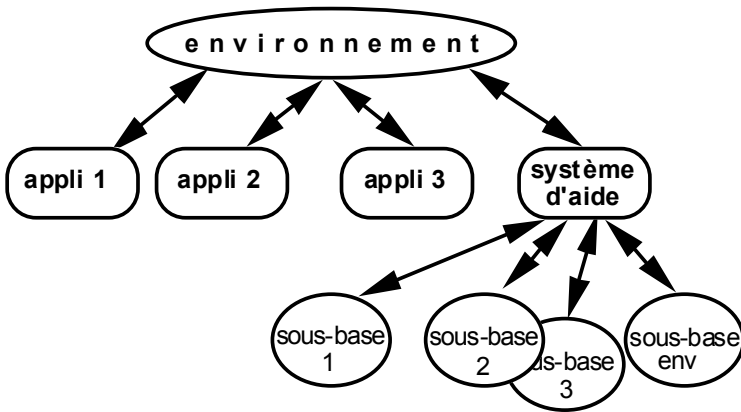 environnement
appli 1
appli 2
appli 3
système
d'aide
sous-base
1
sous-base
2
us-base
3
sous-base
env